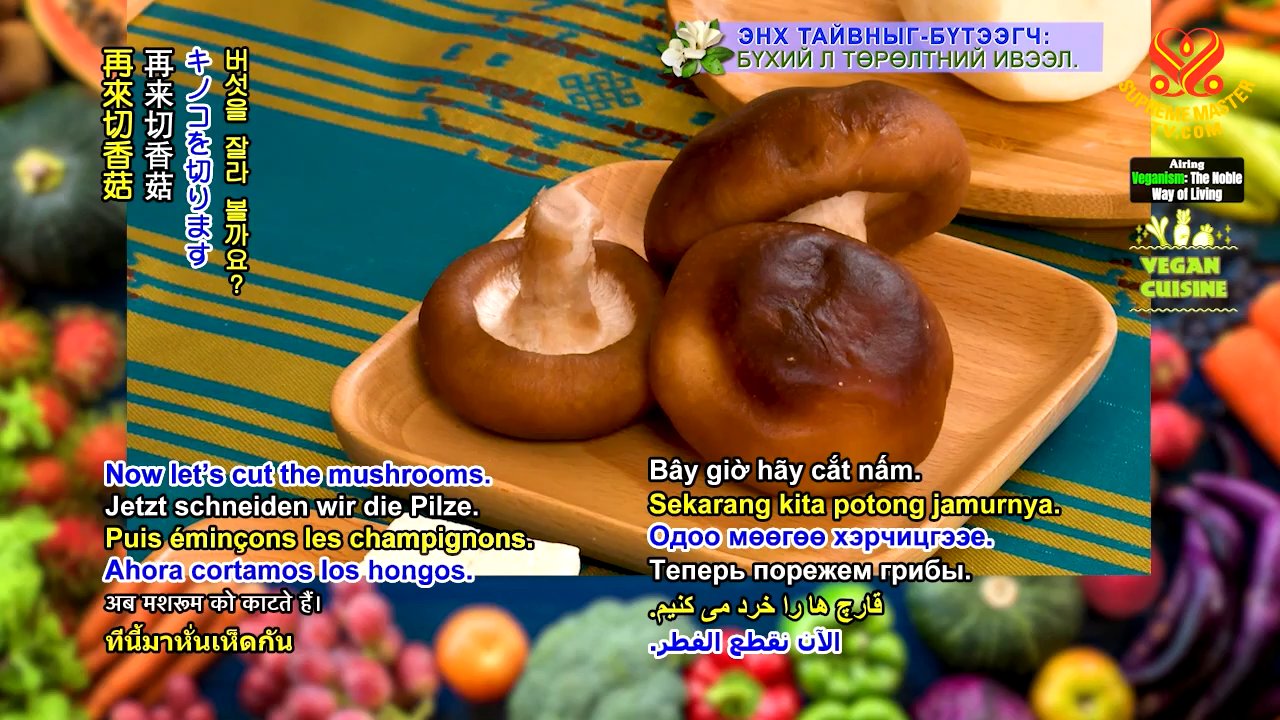 ЭНХ ТАЙВНЫГ-БҮТЭЭГЧ:
БҮХИЙ Л ТӨРӨЛТНИЙ ИВЭЭЛ.
SUPREME MASTER
TV.COM
Airing
Veganism: The Noble
Way of Living
VEGAN
CUISINE
再來切香菇
再来切香菇
キノコを切ります
버섯을 잘라 볼까요?
Now let's cut the mushrooms.
Jetzt schneiden wir die Pilze.
Puis éminçons les champignons.
Ahora cortamos los hongos.
अब मशरूम को काटते हैं।
ทีนี้มาหั่นเห็ดกัน
Bây giờ hãy cắt nấm.
Sekarang kita potong jamurnya.
Одоо мөөгөө хэрчицгээе.
Теперь порежем грибы.
قارچ ها را خرد می کنیم.
الآن نقطع الفطر.